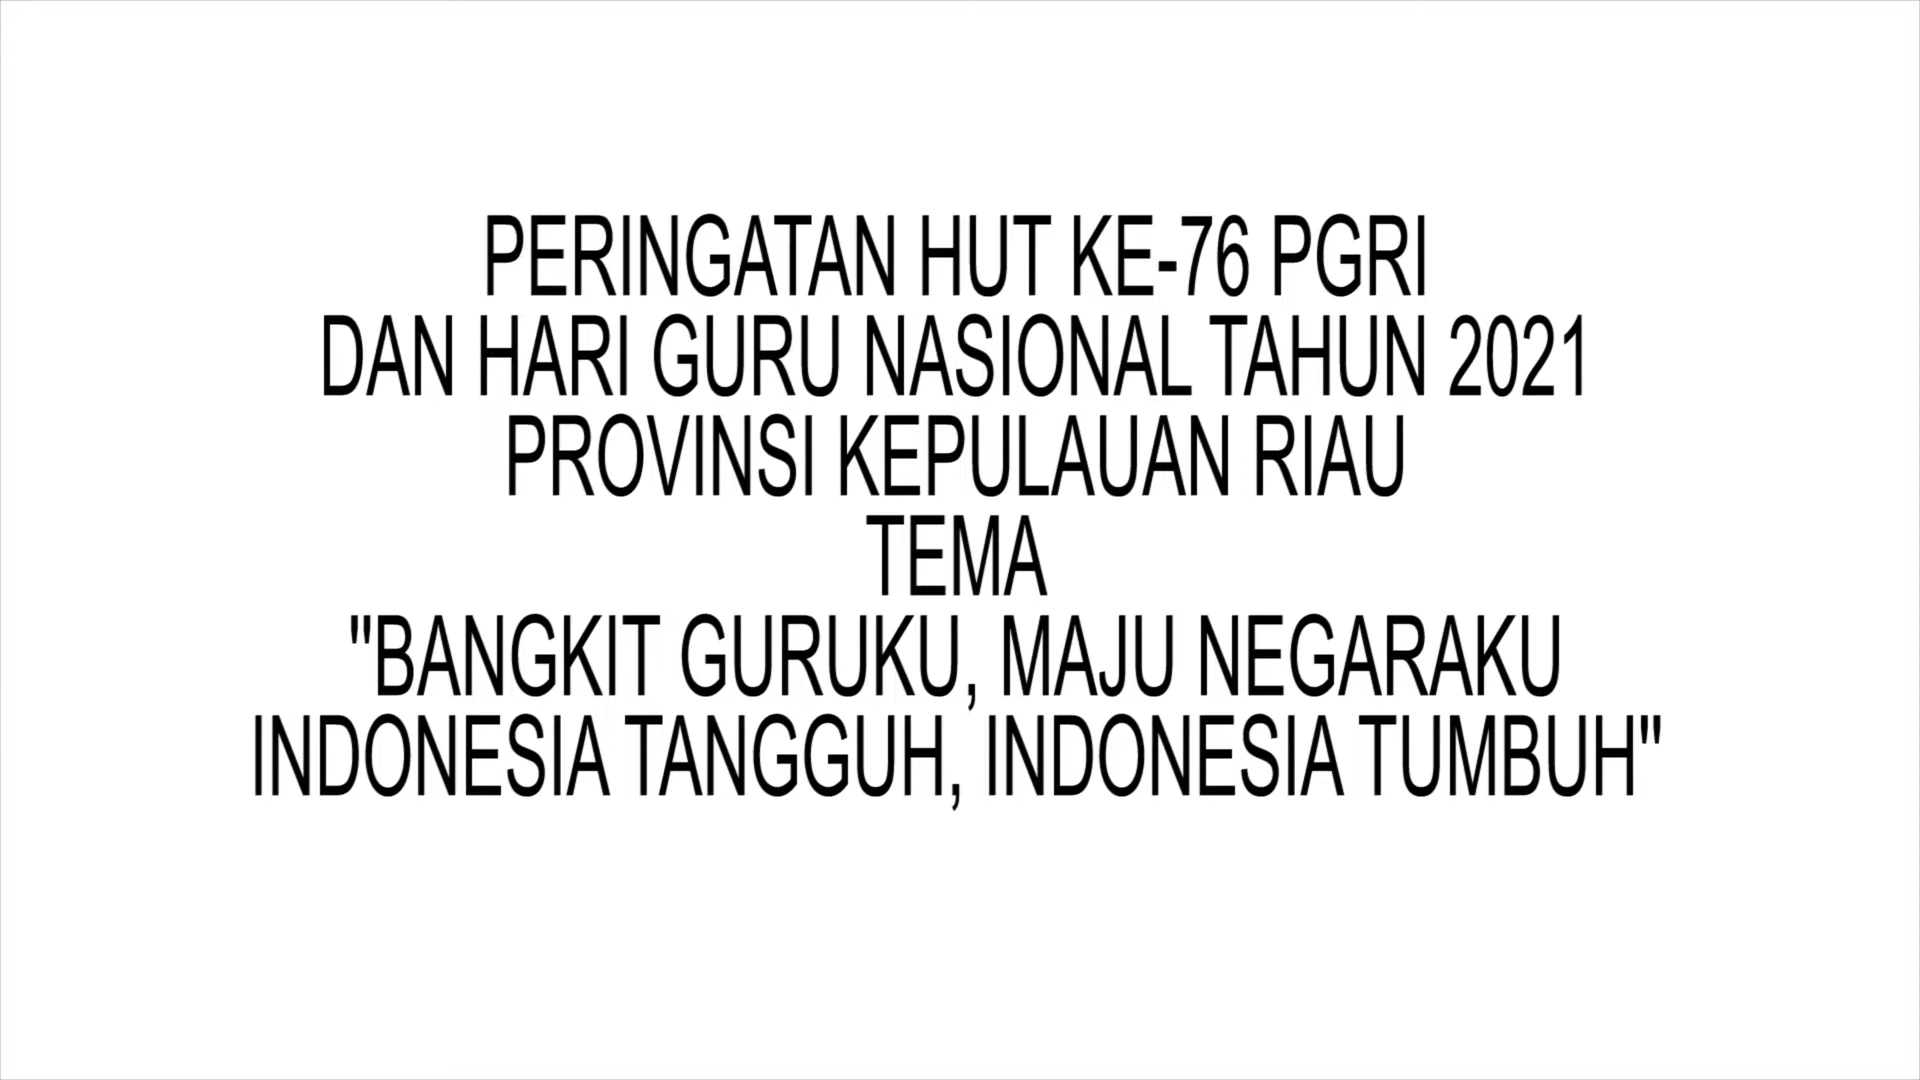 PERINGATAN HUT KE-76 PGRI
DAN HARI GURU NASIONAL TAHUN 2021
PROVINSI KEPULAUAN RIAU
TEMA
"BANGKIT GURUKU, MAJU NEGARAKU
INDONESIA TANGGUH, INDONESIA TUMBUH"